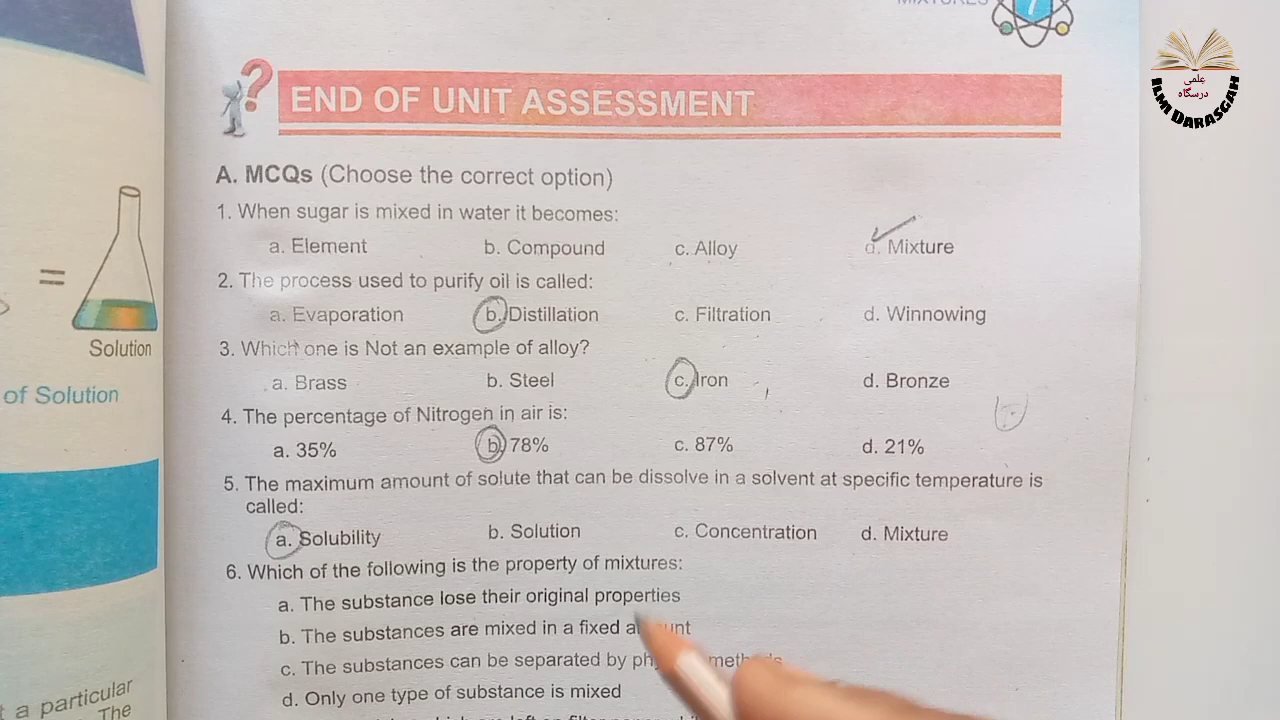 MIXTURES
7
ILMI DARASGAH
علمی
درسگاه
END OF UNIT ASSESSMENT
A. MCQs (Choose the correct option)
1. When sugar is mixed in water it becomes:
a. Element b. Compound c. Alloy d. Mixture
2. The process used to purify oil is called:
a. Evaporation b. Distillation c. Filtration d. Winnowing
3. Which one is Not an example of alloy?
a. Brass b. Steel c. Iron d. Bronze
4. The percentage of Nitrogen in air is:
a. 35% b. 78% c. 87% d. 21%
5. The maximum amount of solute that can be dissolve in a solvent at specific temperature is
called:
a. Solubility b. Solution c. Concentration d. Mixture
6. Which of the following is the property of mixtures:
a. The substance lose their original properties
b. The substances are mixed in a fixed amount
c. The substances can be separated by methods
d. Only one type of substance is mixed
=
Solution
of Solution
t a particular
The